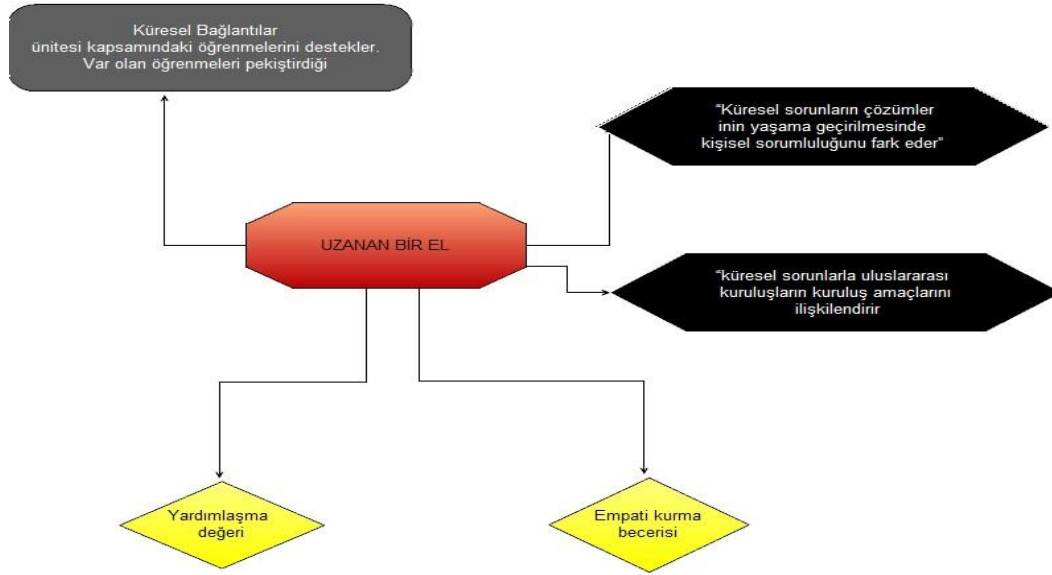 Küresel Bağlantılar
ünitesi kapsamındaki öğrenmelerini destekler.
Var olan öğrenmeleri pekiştirdiği
“Küresel sorunların çözümler
inin yaşama geçirilmesinde
kişisel sorumluluğunu fark eder”
UZANAN BİR EL
“küresel sorunlarla uluslararası
kuruluşların kuruluş amaçlarını
ilişkilendirir
Yardımlaşma
değeri
Empati kurma
becerisi